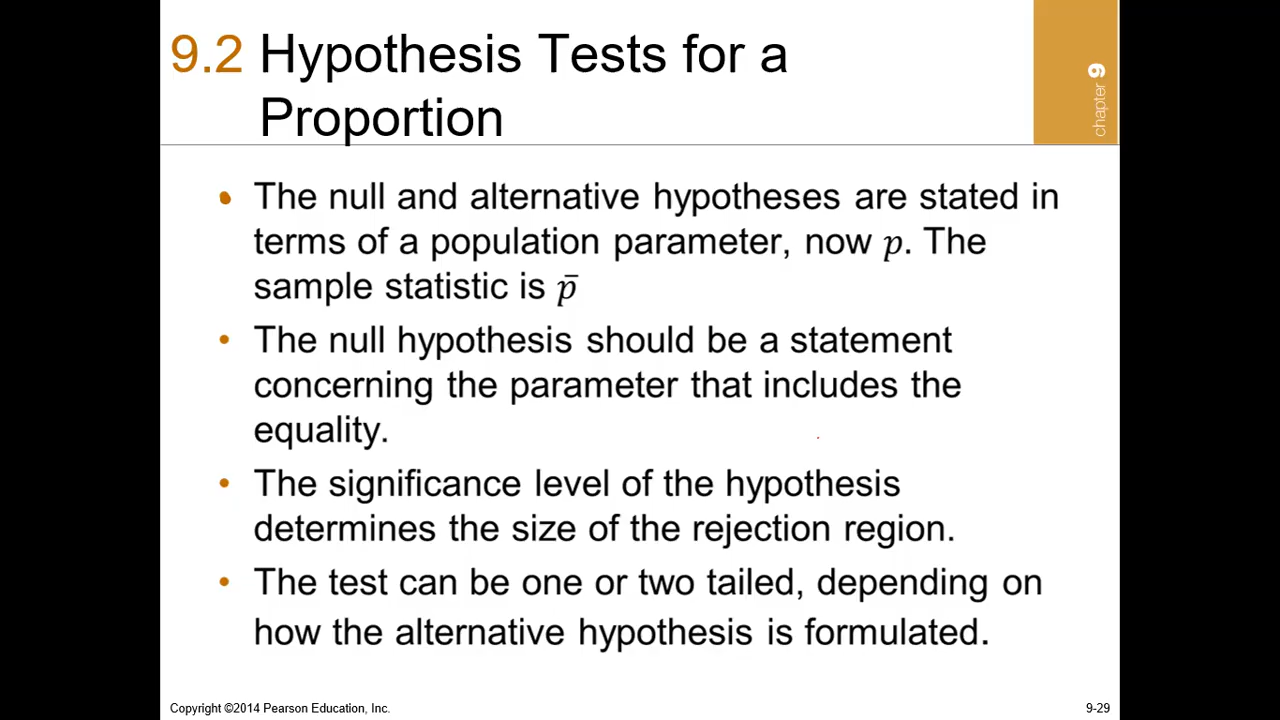 9.2 Hypothesis Tests for a
Proportion
chapter 9
• The null and alternative hypotheses are stated in
terms of a population parameter, now p. The
sample statistic is p̄
• The null hypothesis should be a statement
concerning the parameter that includes the
equality.
• The significance level of the hypothesis
determines the size of the rejection region.
• The test can be one or two tailed, depending on
how the alternative hypothesis is formulated.
Copyright ©2014 Pearson Education, Inc.
9-29